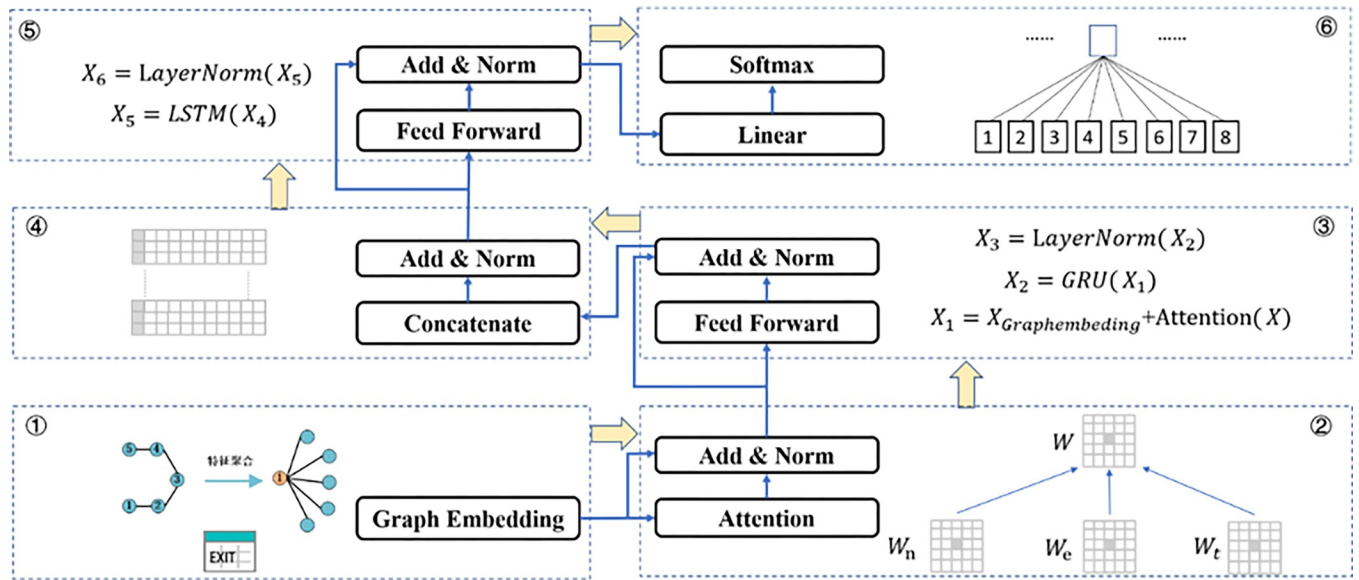 ⑤
X₆ = LayerNorm(X₅)
X₅ = LSTM(X₄)
Add & Norm
Feed Forward
Softmax
Linear
⑥
......
......
1 2 3 4 5 6 7 8
④
Add & Norm
Concatenate
③
Add & Norm
Feed Forward
X₃ = LayerNorm(X₂)
X₂ = GRU(X₁)
X₁ = X_Graphembeding+Attention(X)
①
5 4
3
1 2
特征聚合
1
EXIT
Graph Embedding
②
Add & Norm
Attention
W
Wₙ Wₑ Wₜ